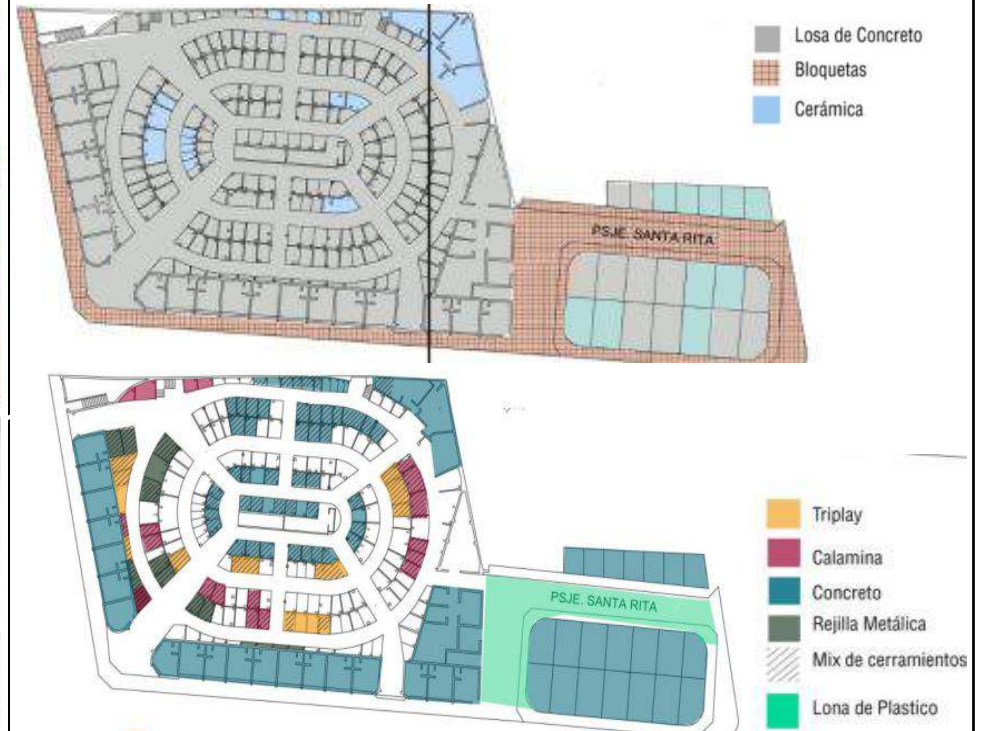 Losa de Concreto
Bloquetas
Cerámica
PSJE. SANTA RITA
Triplay
Calamina
Concreto
PSJE. SANTA RITA
Rejilla Metálica
Mix de cerramientos
Lona de Plastico